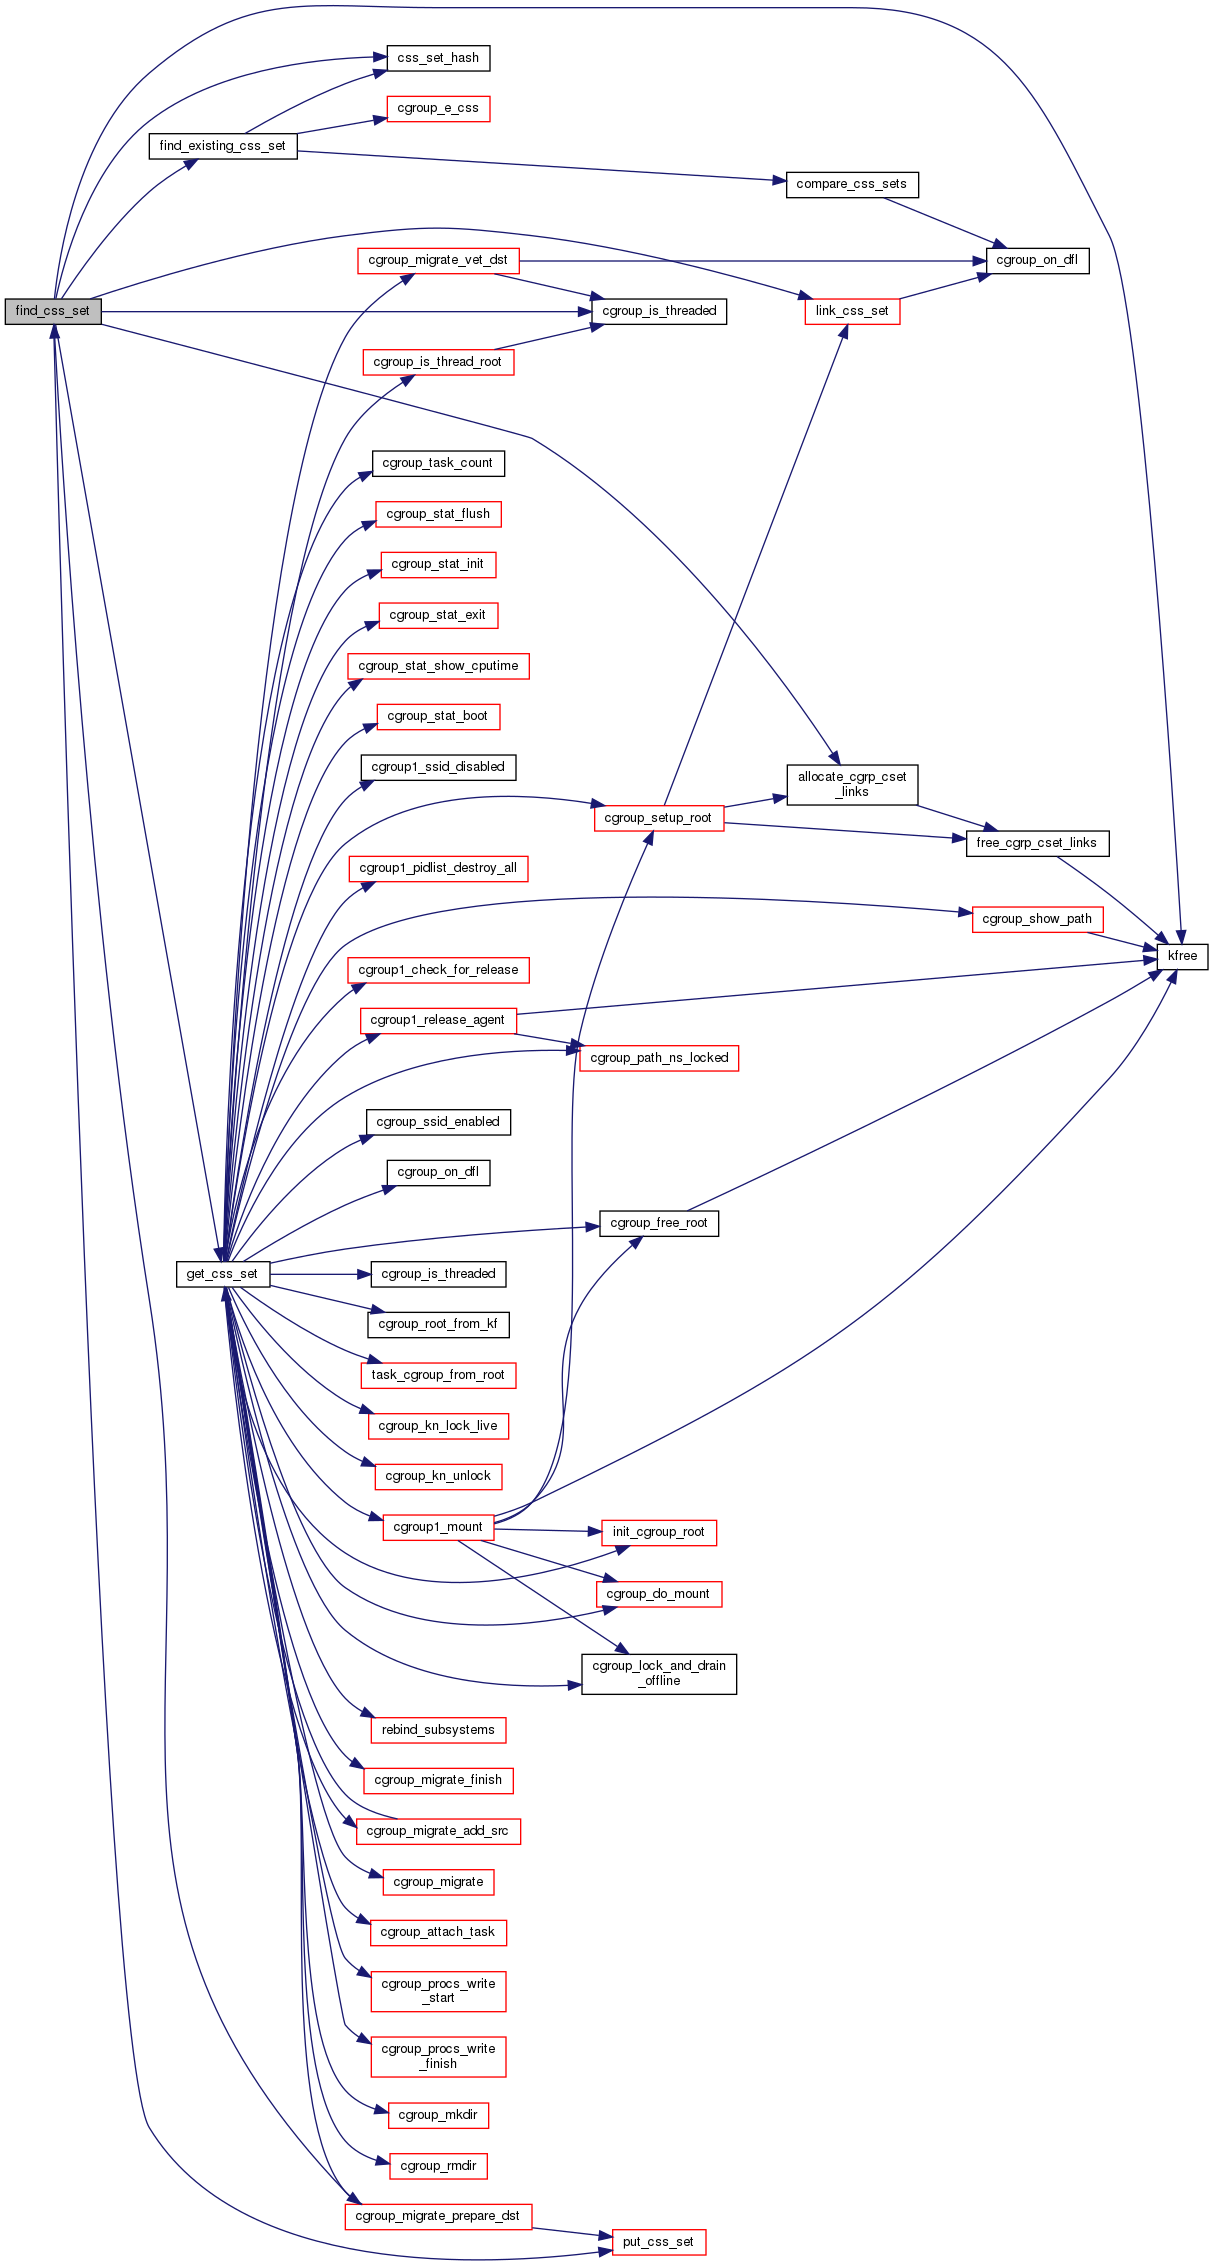 css_set_hash
cgroup_e_css
find_existing_css_set
compare_css_sets
cgroup_migrate_vet_dst
cgroup_on_dfl
find_css_set
cgroup_is_threaded
link_css_set
cgroup_is_thread_root
cgroup_task_count
cgroup_stat_flush
cgroup_stat_init
cgroup_stat_exit
cgroup_stat_show_cputime
cgroup_stat_boot
cgroup1_ssid_disabled
allocate_cgrp_cset
_links
cgroup_setup_root
free_cgrp_cset_links
cgroup1_pidlist_destroy_all
cgroup_show_path
kfree
cgroup1_check_for_release
cgroup1_release_agent
cgroup_path_ns_locked
cgroup_ssid_enabled
cgroup_on_dfl
cgroup_free_root
get_css_set
cgroup_is_threaded
cgroup_root_from_kf
task_cgroup_from_root
cgroup_kn_lock_live
cgroup_kn_unlock
cgroup1_mount
init_cgroup_root
cgroup_do_mount
cgroup_lock_and_drain
_offline
rebind_subsystems
cgroup_migrate_finish
cgroup_migrate_add_src
cgroup_migrate
cgroup_attach_task
cgroup_procs_write
_start
cgroup_procs_write
_finish
cgroup_mkdir
cgroup_rmdir
cgroup_migrate_prepare_dst
put_css_set